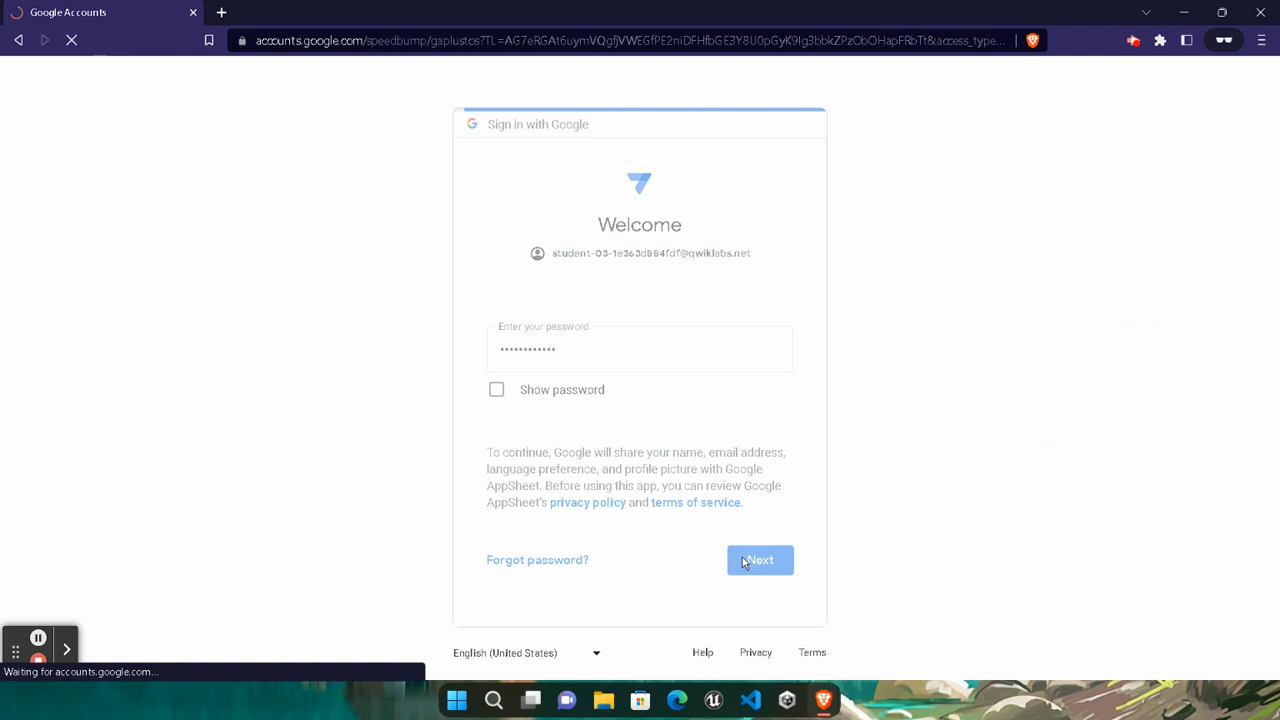 Google Accounts
accounts.google.com/speedbump/gaplustos?TL=AG7eRGAt6uymVQgfjVWEGfPE2niDFHfbGE3Y8U0pGyK9Ig3bbkZPzObOHapFRbTt&access_type...
Sign in with Google
Welcome
student-03-1e363d884fdf@qwiklabs.net
Enter your password
Show password
To continue, Google will share your name, email address,
language preference, and profile picture with Google
AppSheet. Before using this app, you can review Google
AppSheet's privacy policy and terms of service.
Forgot password?
Next
English (United States)
Help
Privacy
Terms
Waiting for accounts.google.com...